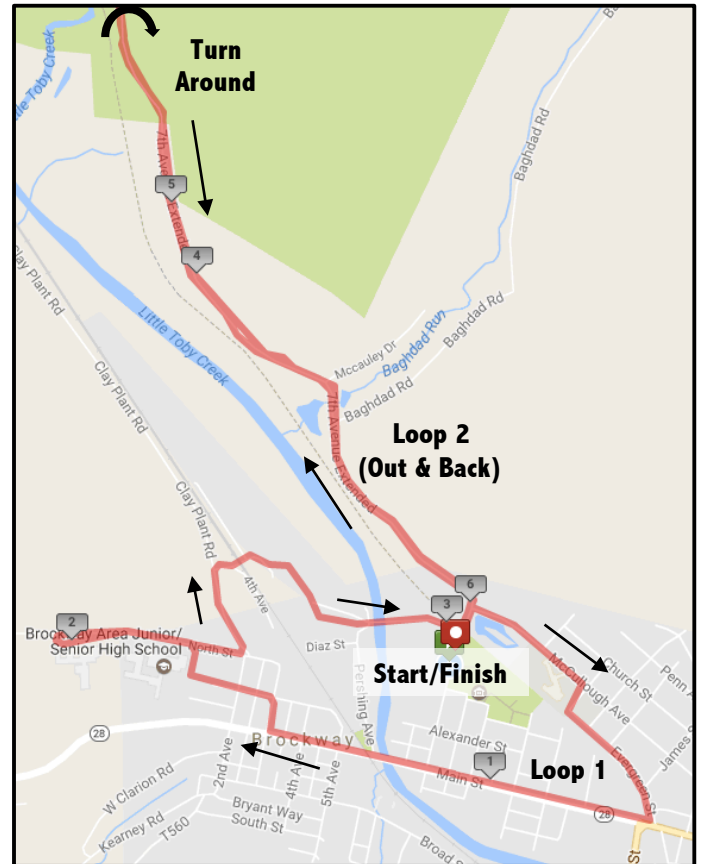 Turn
Around
Little Toby Creek
7th Avenue Extended
5
4
Clay Plant Rd
Little Toby Creek
Baghdad Rd
Baghdad Rd
Mccauley Dr
Baghdad Run
Baghdad Rd
Clay Plant Rd
7th Avenue Extended
Loop 2
(Out & Back)
Clay Plant Rd
4th Ave
6
3
2
Brockway Area Junior/
Senior High School
North St
Diaz St
Start/Finish
McCullough Ave
Church St
Penn A
James S
Pershing Ave
28
Brockway
Alexander St
1
Main St
Loop 1
Evergreen St
28
2nd Ave
4th Ave
5th Ave
W Clarion Rd
Bryant Way
South St
Kearney Rd
T560
Broad S
St